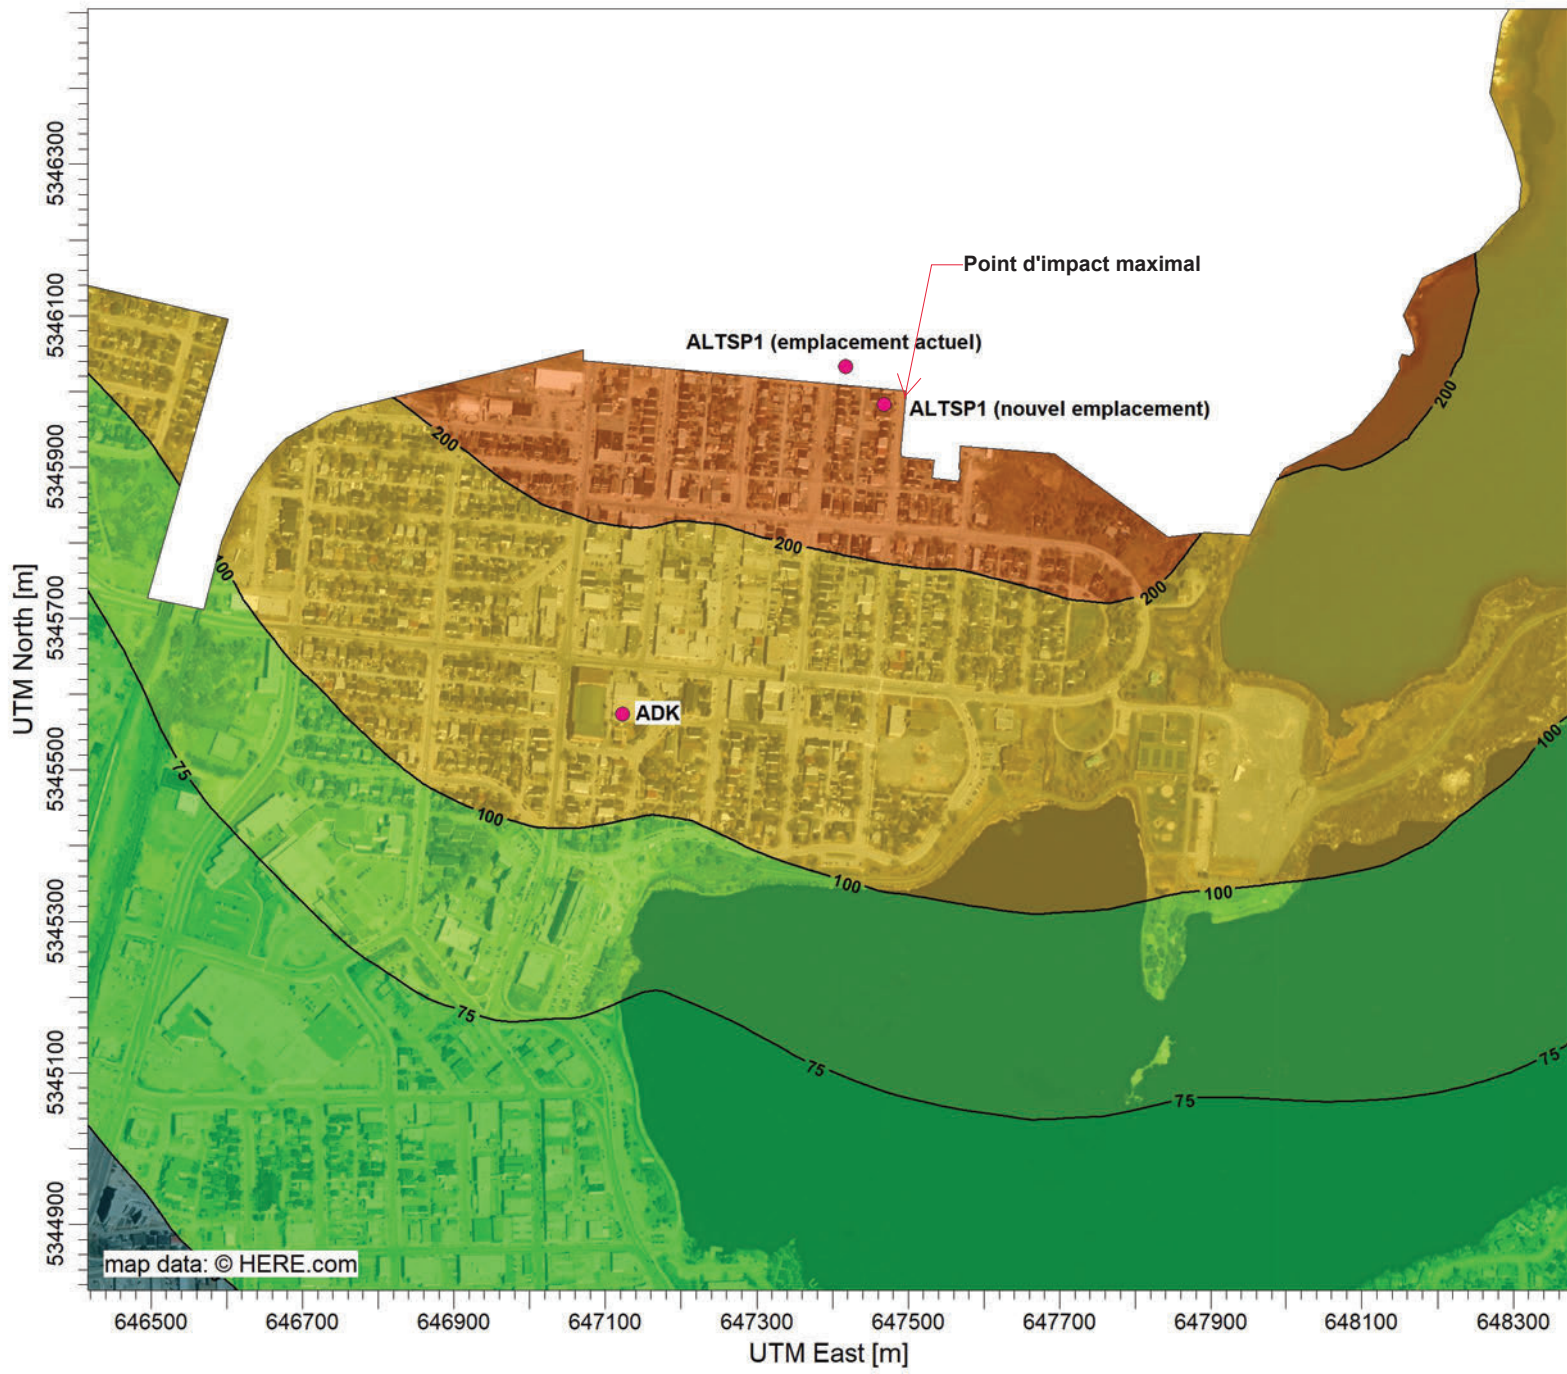 5346300
5346100
5345900
5345700
5345500
5345300
5345100
5344900
UTM North [m]
Point d'impact maximal
ALTSP1 (emplacement actuel)
ALTSP1 (nouvel emplacement)
200
200
200
200
100
ADK
100
75
100
100
100
75
75
75
75
map data: © HERE.com
646500 646700 646900 647100 647300 647500 647700 647900 648100 648300
UTM East [m]